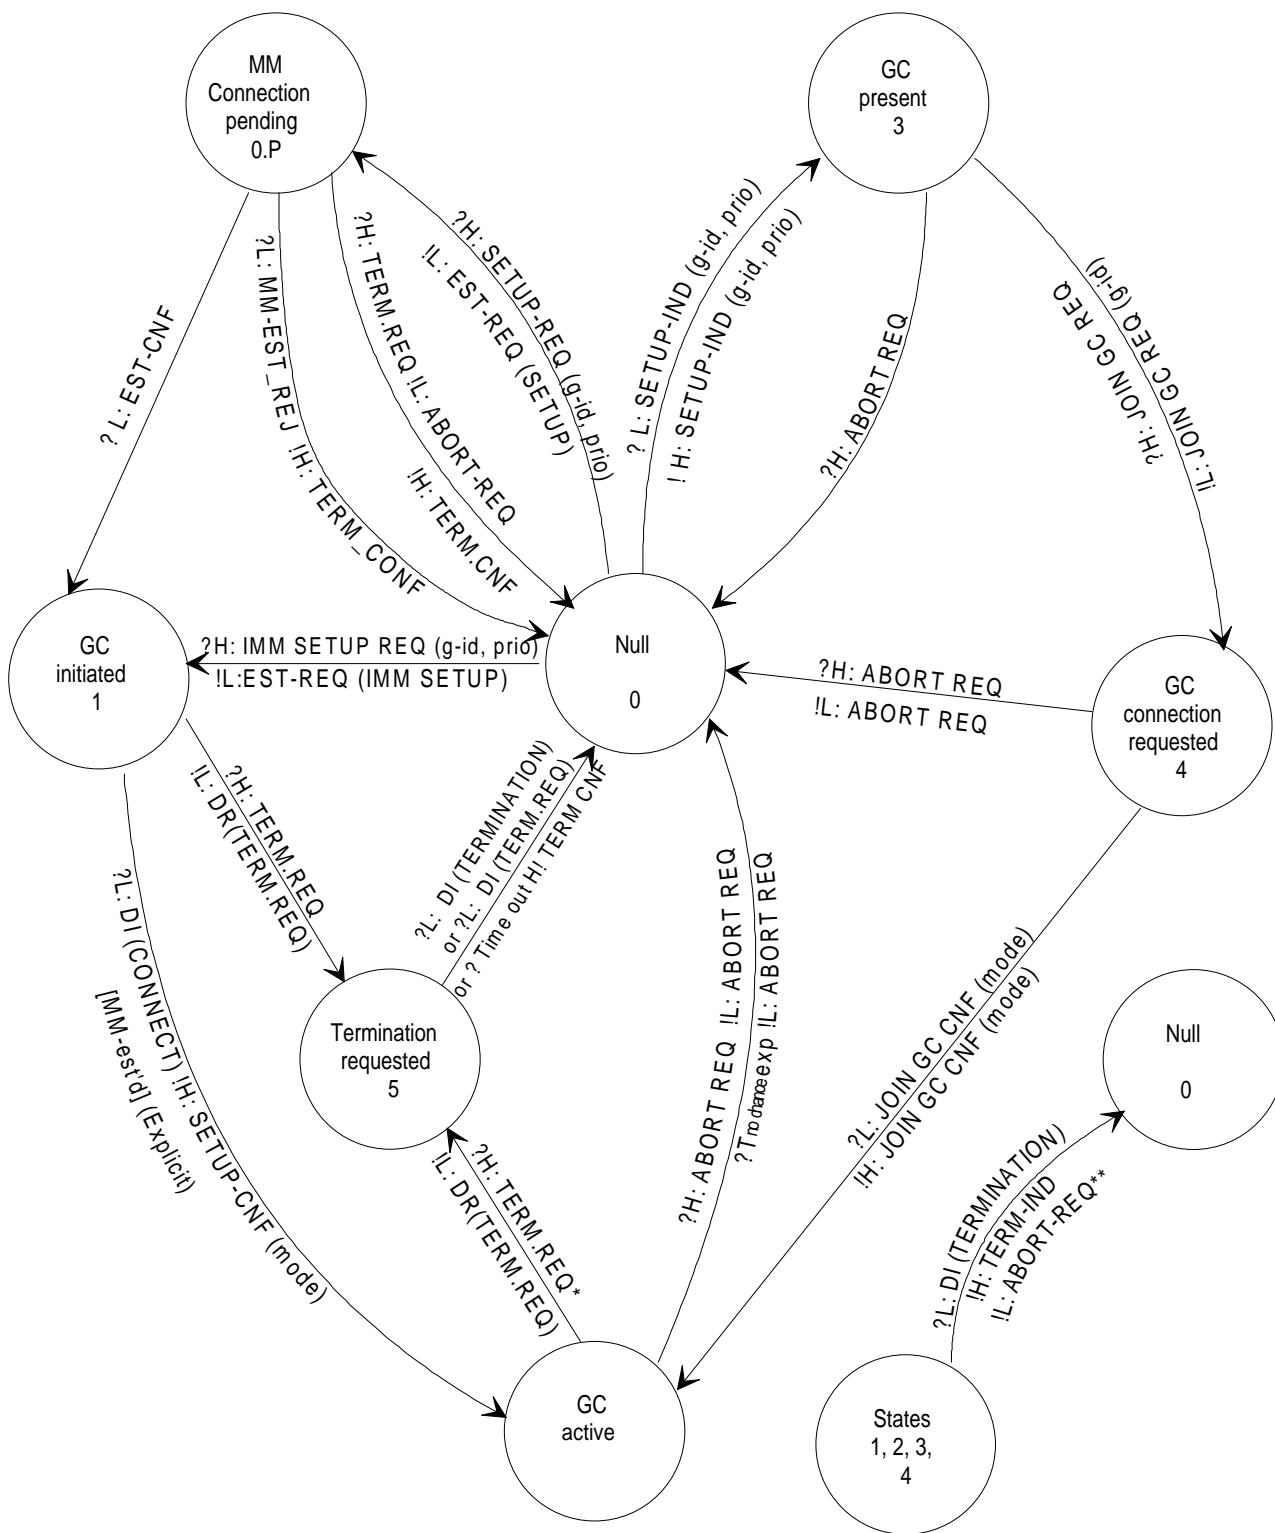 MM
Connection
pending
0.P
GC
present
3
?H: SETUP-REQ (g-id, prio)
!L: EST-REQ (SETUP)
?H: TERM.REQ !L: ABORT-REQ
!H: TERM.CNF
?L: MM-EST_REJ !H: TERM_CONF
? L: EST-CNF
? L: SETUP-IND (g-id, prio)
! H: SETUP-IND (g-id, prio)
?H: ABORT REQ
!L: JOIN GC REQ (g-id)
?H: JOIN GC REQ
GC
initiated
1
?H: IMM SETUP REQ (g-id, prio)
!L:EST-REQ (IMM SETUP)
Null
0
?H: ABORT REQ
!L: ABORT REQ
GC
connection
requested
4
?H: TERM.REQ
!L: DR(TERM.REQ)
?L: DI (TERMINATION)
or ?L: DI (TERM.REQ)
or ? Time out H! TERM CNF
?L: DI (CONNECT) !H: SETUP-CNF (mode)
[MM-est'd] (Explicit)
?H: ABORT REQ !L: ABORT REQ
?Tnochance exp !L: ABORT REQ
?L: JOIN GC CNF (mode)
!H: JOIN GC CNF (mode)
Termination
requested
5
Null
0
?H: TERM.REQ*
!L: DR(TERM.REQ)
?L: DI (TERMINATION)
!H: TERM-IND
!L: ABORT-REQ**
GC
active
States
1, 2, 3,
4